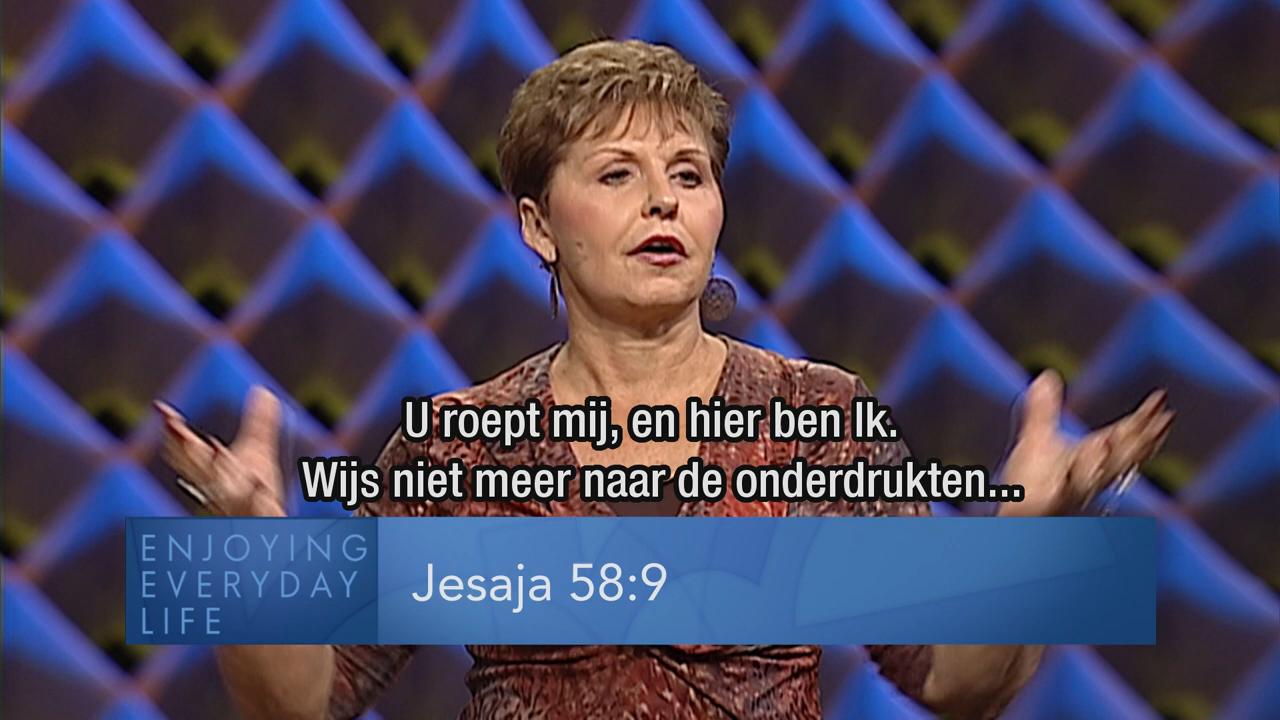 U roept mij, en hier ben Ik.
Wijs niet meer naar de onderdrukten...
ENJOYING
EVERYDAY
LIFE
Jesaja 58:9